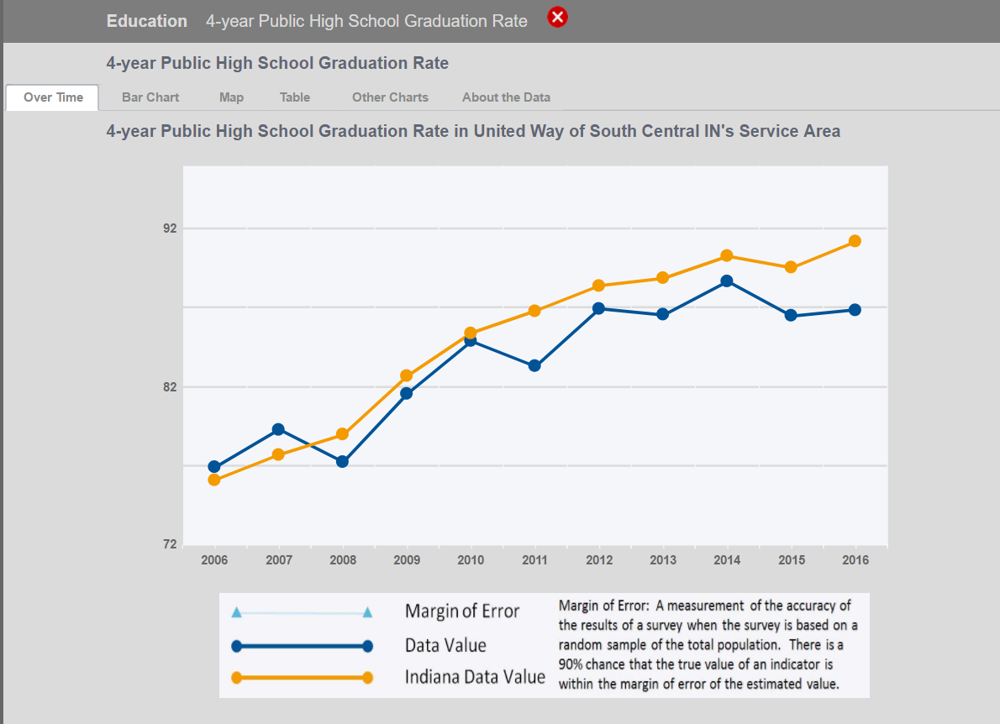 Education 4-year Public High School Graduation Rate
4-year Public High School Graduation Rate
Over Time Bar Chart Map Table Other Charts About the Data
4-year Public High School Graduation Rate in United Way of South Central IN's Service Area
92
82
72
2006 2007 2008 2009 2010 2011 2012 2013 2014 2015 2016
Margin of Error
Data Value
Indiana Data Value
Margin of Error: A measurement of the accuracy of
the results of a survey when the survey is based on a
random sample of the total population. There is a
90% chance that the true value of an indicator is
within the margin of error of the estimated value.